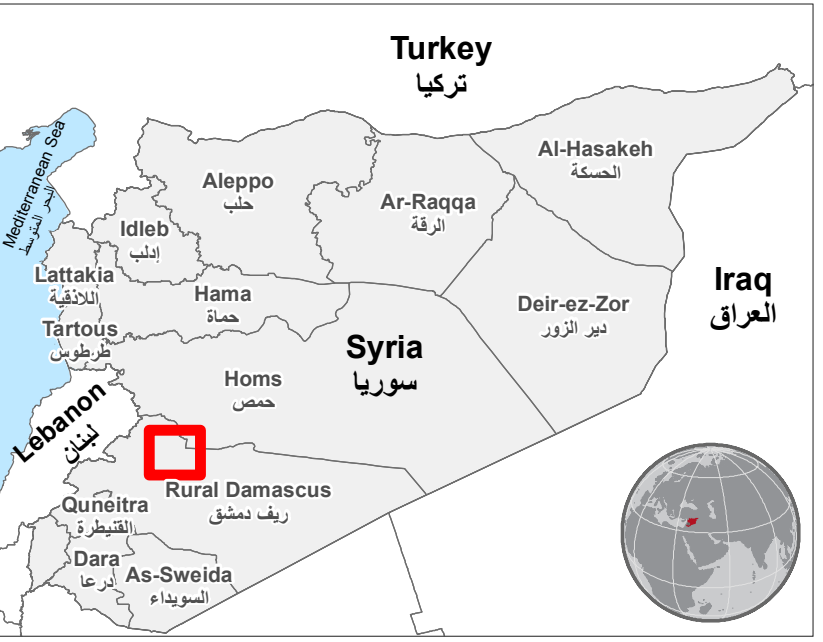 Turkey
تركيا
Mediterranean Sea
البحر المتوسط
Al-Hasakeh
الحسكة
Aleppo
حلب
Ar-Raqqa
الرقة
Idleb
إدلب
Lattakia
اللاذقية
Hama
حماة
Deir-ez-Zor
دير الزور
Iraq
العراق
Tartous
طرطوس
Syria
سوريا
Homs
حمص
Lebanon
لبنان
Rural Damascus
ريف دمشق
Quneitra
القنيطرة
Dara
درعا
As-Sweida
السويداء